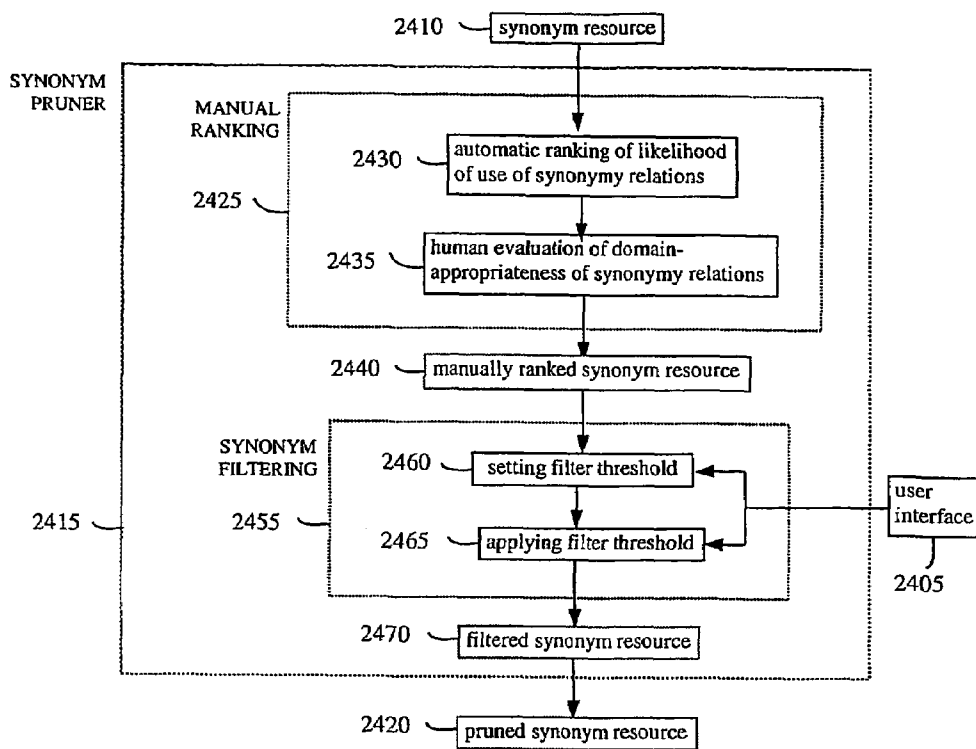 2410
synonym resource
SYNONYM
PRUNER
MANUAL
RANKING
2430
automatic ranking of likelihood
of use of synonymy relations
2425
2435
human evaluation of domain-
appropriateness of synonymy relations
2440
manually ranked synonym resource
SYNONYM
FILTERING
2460
setting filter threshold
2415
2455
2465
applying filter threshold
user
interface
2405
2470
filtered synonym resource
2420
pruned synonym resource